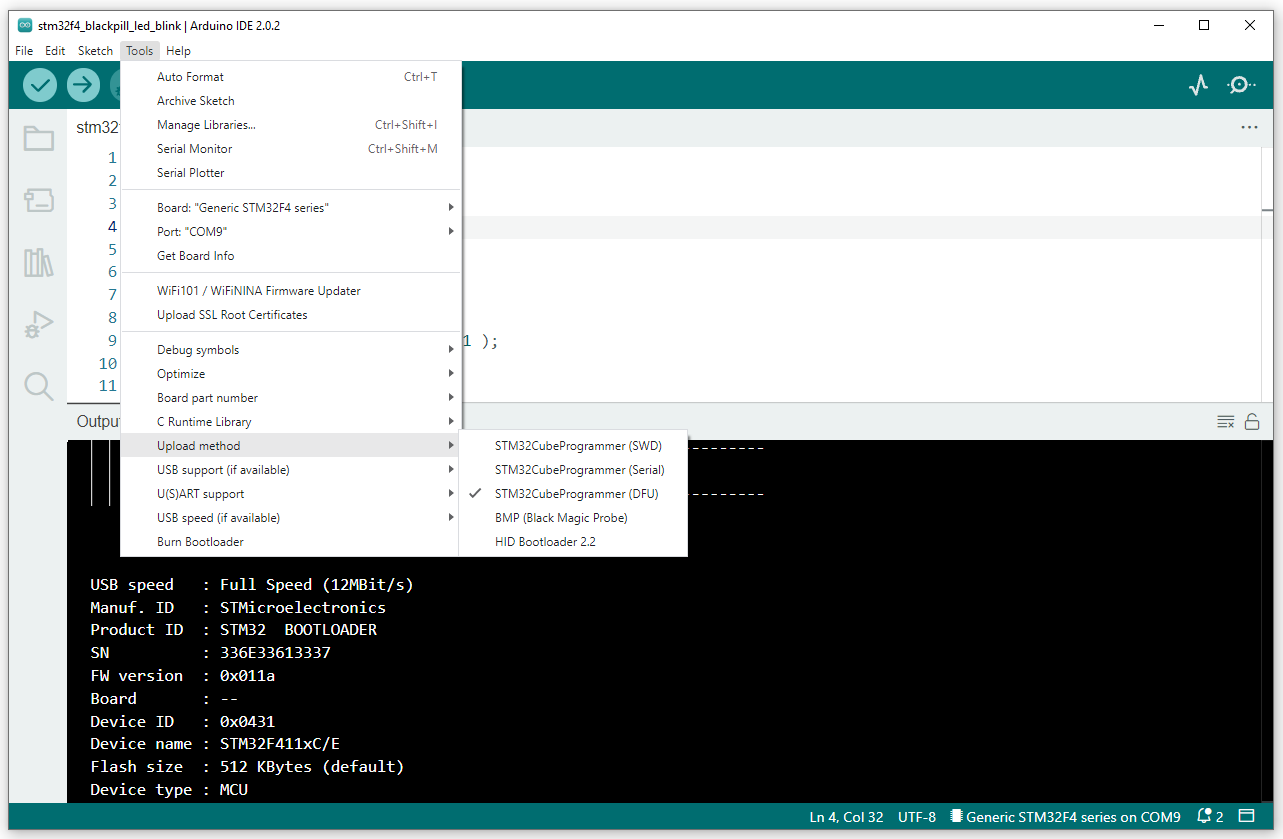 stm32f4_blackpill_led_blink | Arduino IDE 2.0.2
File Edit Sketch Tools Help
Auto Format Ctrl+T
Archive Sketch
Manage Libraries... Ctrl+Shift+I
Serial Monitor Ctrl+Shift+M
Serial Plotter
Board: "Generic STM32F4 series"
Port: "COM9"
Get Board Info
WiFi101 / WiFiNINA Firmware Updater
Upload SSL Root Certificates
Debug symbols
Optimize
Board part number
C Runtime Library
Upload method
USB support (if available)
U(S)ART support
USB speed (if available)
Burn Bootloader
STM32CubeProgrammer (SWD)
STM32CubeProgrammer (Serial)
STM32CubeProgrammer (DFU)
BMP (Black Magic Probe)
HID Bootloader 2.2
stm32
1
2
3
4
5
6
7
8
9 1 );
10
11
Output
---------
---------
USB speed : Full Speed (12MBit/s)
Manuf. ID : STMicroelectronics
Product ID : STM32 BOOTLOADER
SN : 336E33613337
FW version : 0x011a
Board : --
Device ID : 0x0431
Device name : STM32F411xC/E
Flash size : 512 KBytes (default)
Device type : MCU
Ln 4, Col 32 UTF-8 Generic STM32F4 series on COM9 2